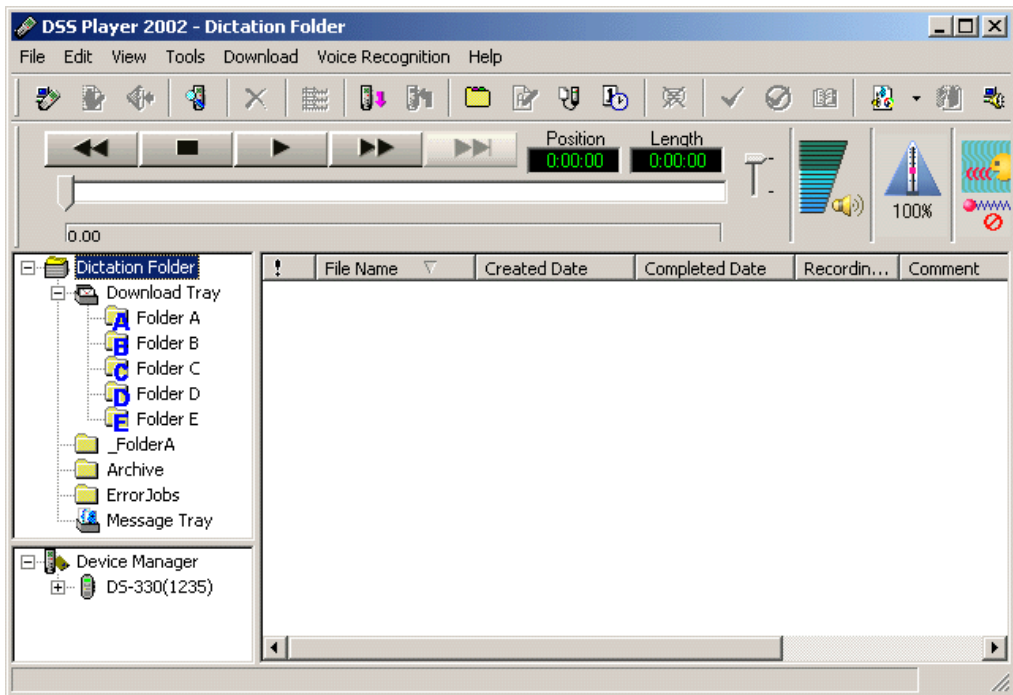 DSS Player 2002 - Dictation Folder
File Edit View Tools Download Voice Recognition Help
Position Length
0:00:00 0:00:00
100%
0.00
Dictation Folder
! File Name Created Date Completed Date Recordin... Comment
Download Tray
A Folder A
B Folder B
C Folder C
D Folder D
E Folder E
_FolderA
Archive
ErrorJobs
Message Tray
Device Manager
DS-330(1235)